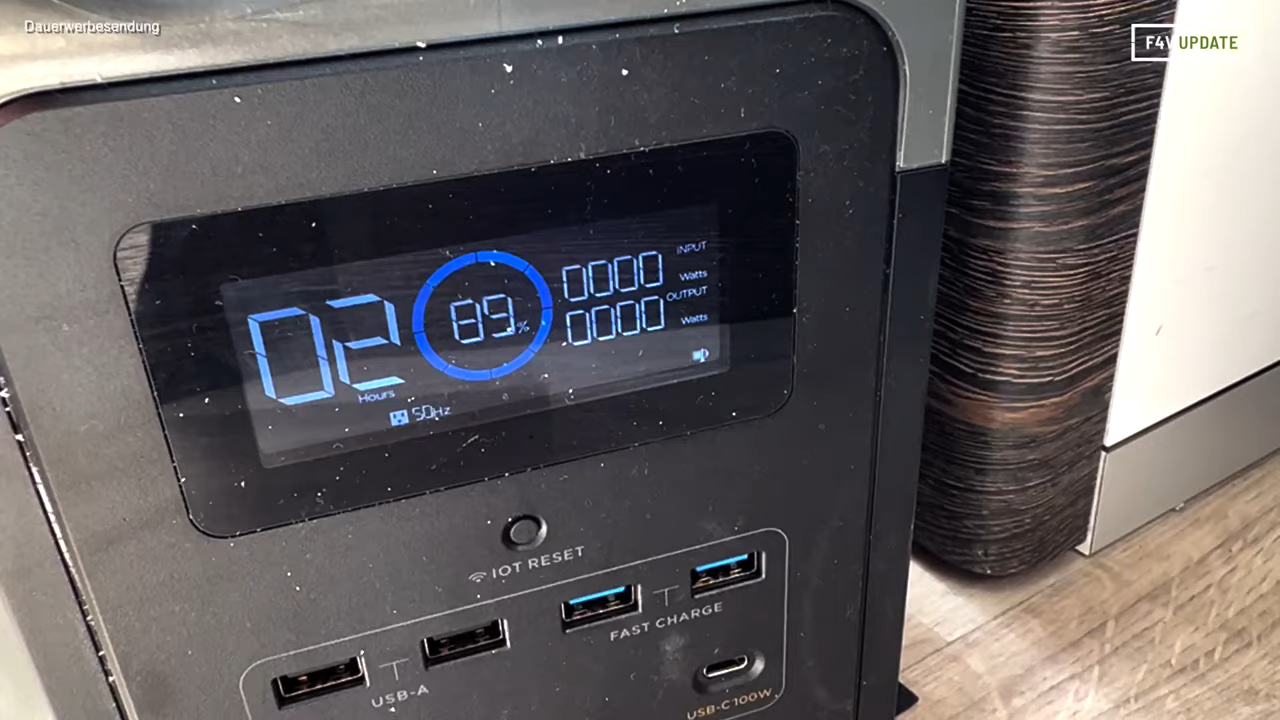 Dauerwerbesendung
F4V UPDATE
02
Hours
89%
0000
INPUT
Watts
0000
OUTPUT
Watts
50Hz
IOT RESET
USB-A
FAST CHARGE
USB-C 100W